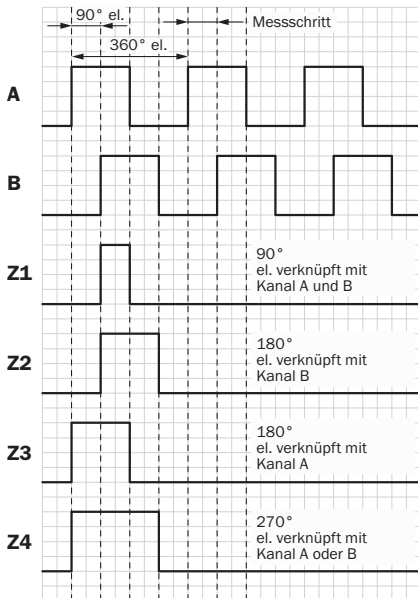 90° el.
Messschritt
360° el.
A
B
Z1
90°
el. verknüpft mit
Kanal A und B
Z2
180°
el. verknüpft mit
Kanal B
Z3
180°
el. verknüpft mit
Kanal A
Z4
270°
el. verknüpft mit
Kanal A oder B